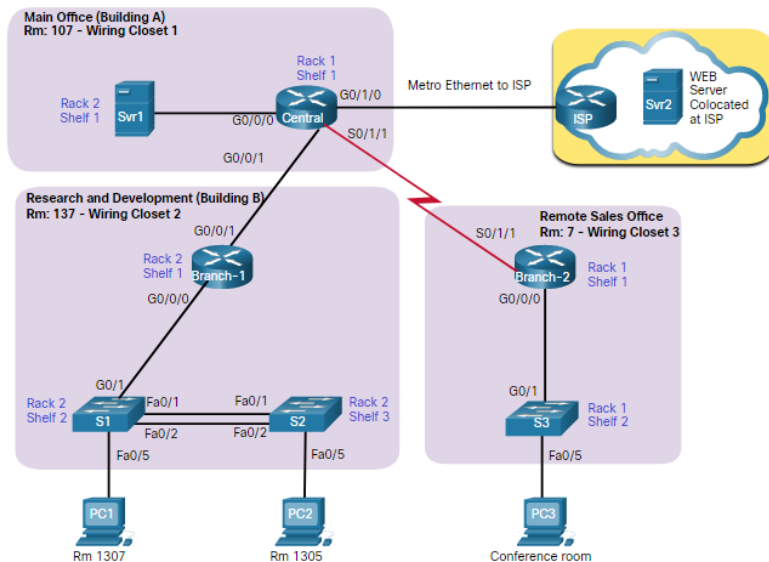 Main Office (Building A)
Rm: 107 - Wiring Closet 1
Rack 1
Shelf 1
Rack 2
Shelf 1
Svr1
G0/0/0
Central
G0/1/0
S0/1/1
G0/0/1
Metro Ethernet to ISP
ISP
Svr2
WEB
Server
Colocated
at ISP
Research and Development (Building B)
Rm: 137 - Wiring Closet 2
G0/0/1
Rack 2
Shelf 1
Branch-1
G0/0/0
G0/1
Rack 2
Shelf 2
S1
Fa0/1
Fa0/1
Fa0/2
Fa0/2
S2
Rack 2
Shelf 3
Fa0/5
Fa0/5
PC1
Rm 1307
PC2
Rm 1305
Remote Sales Office
Rm: 7 - Wiring Closet 3
S0/1/1
Branch-2
Rack 1
Shelf 1
G0/0/0
G0/1
S3
Rack 1
Shelf 2
Fa0/5
PC3
Conference room